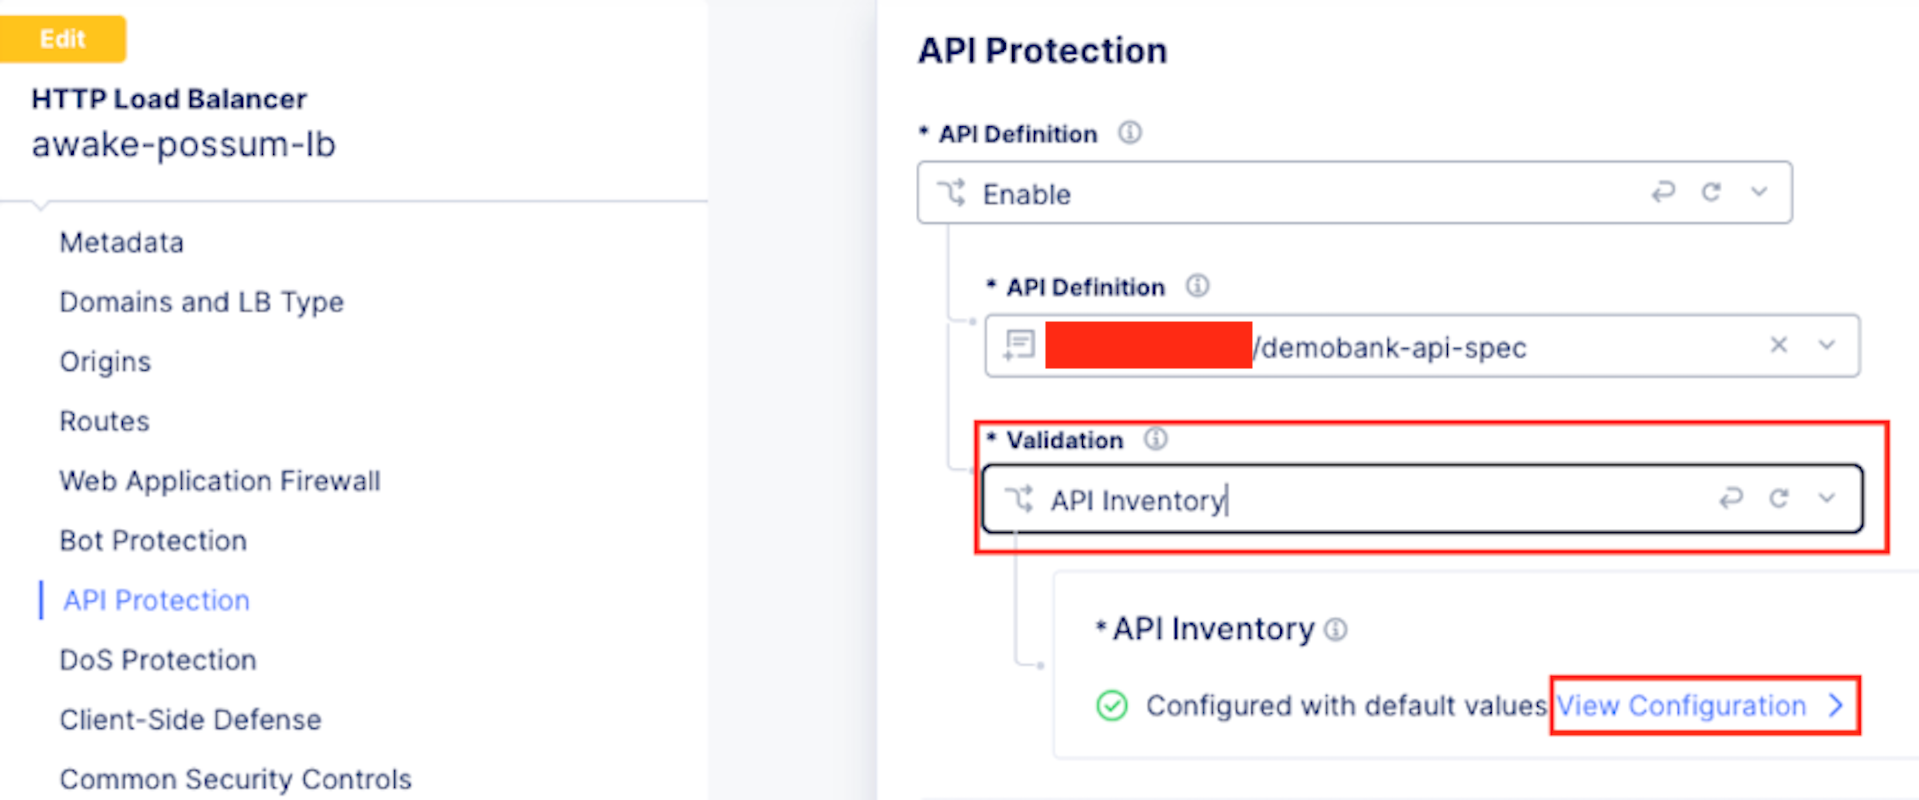 Edit
HTTP Load Balancer
awake-possum-lb
Metadata
Domains and LB Type
Origins
Routes
Web Application Firewall
Bot Protection
API Protection
DoS Protection
Client-Side Defense
Common Security Controls
API Protection
* API Definition
Enable
* API Definition
/demobank-api-spec
* Validation
API Inventory
* API Inventory
Configured with default values View Configuration